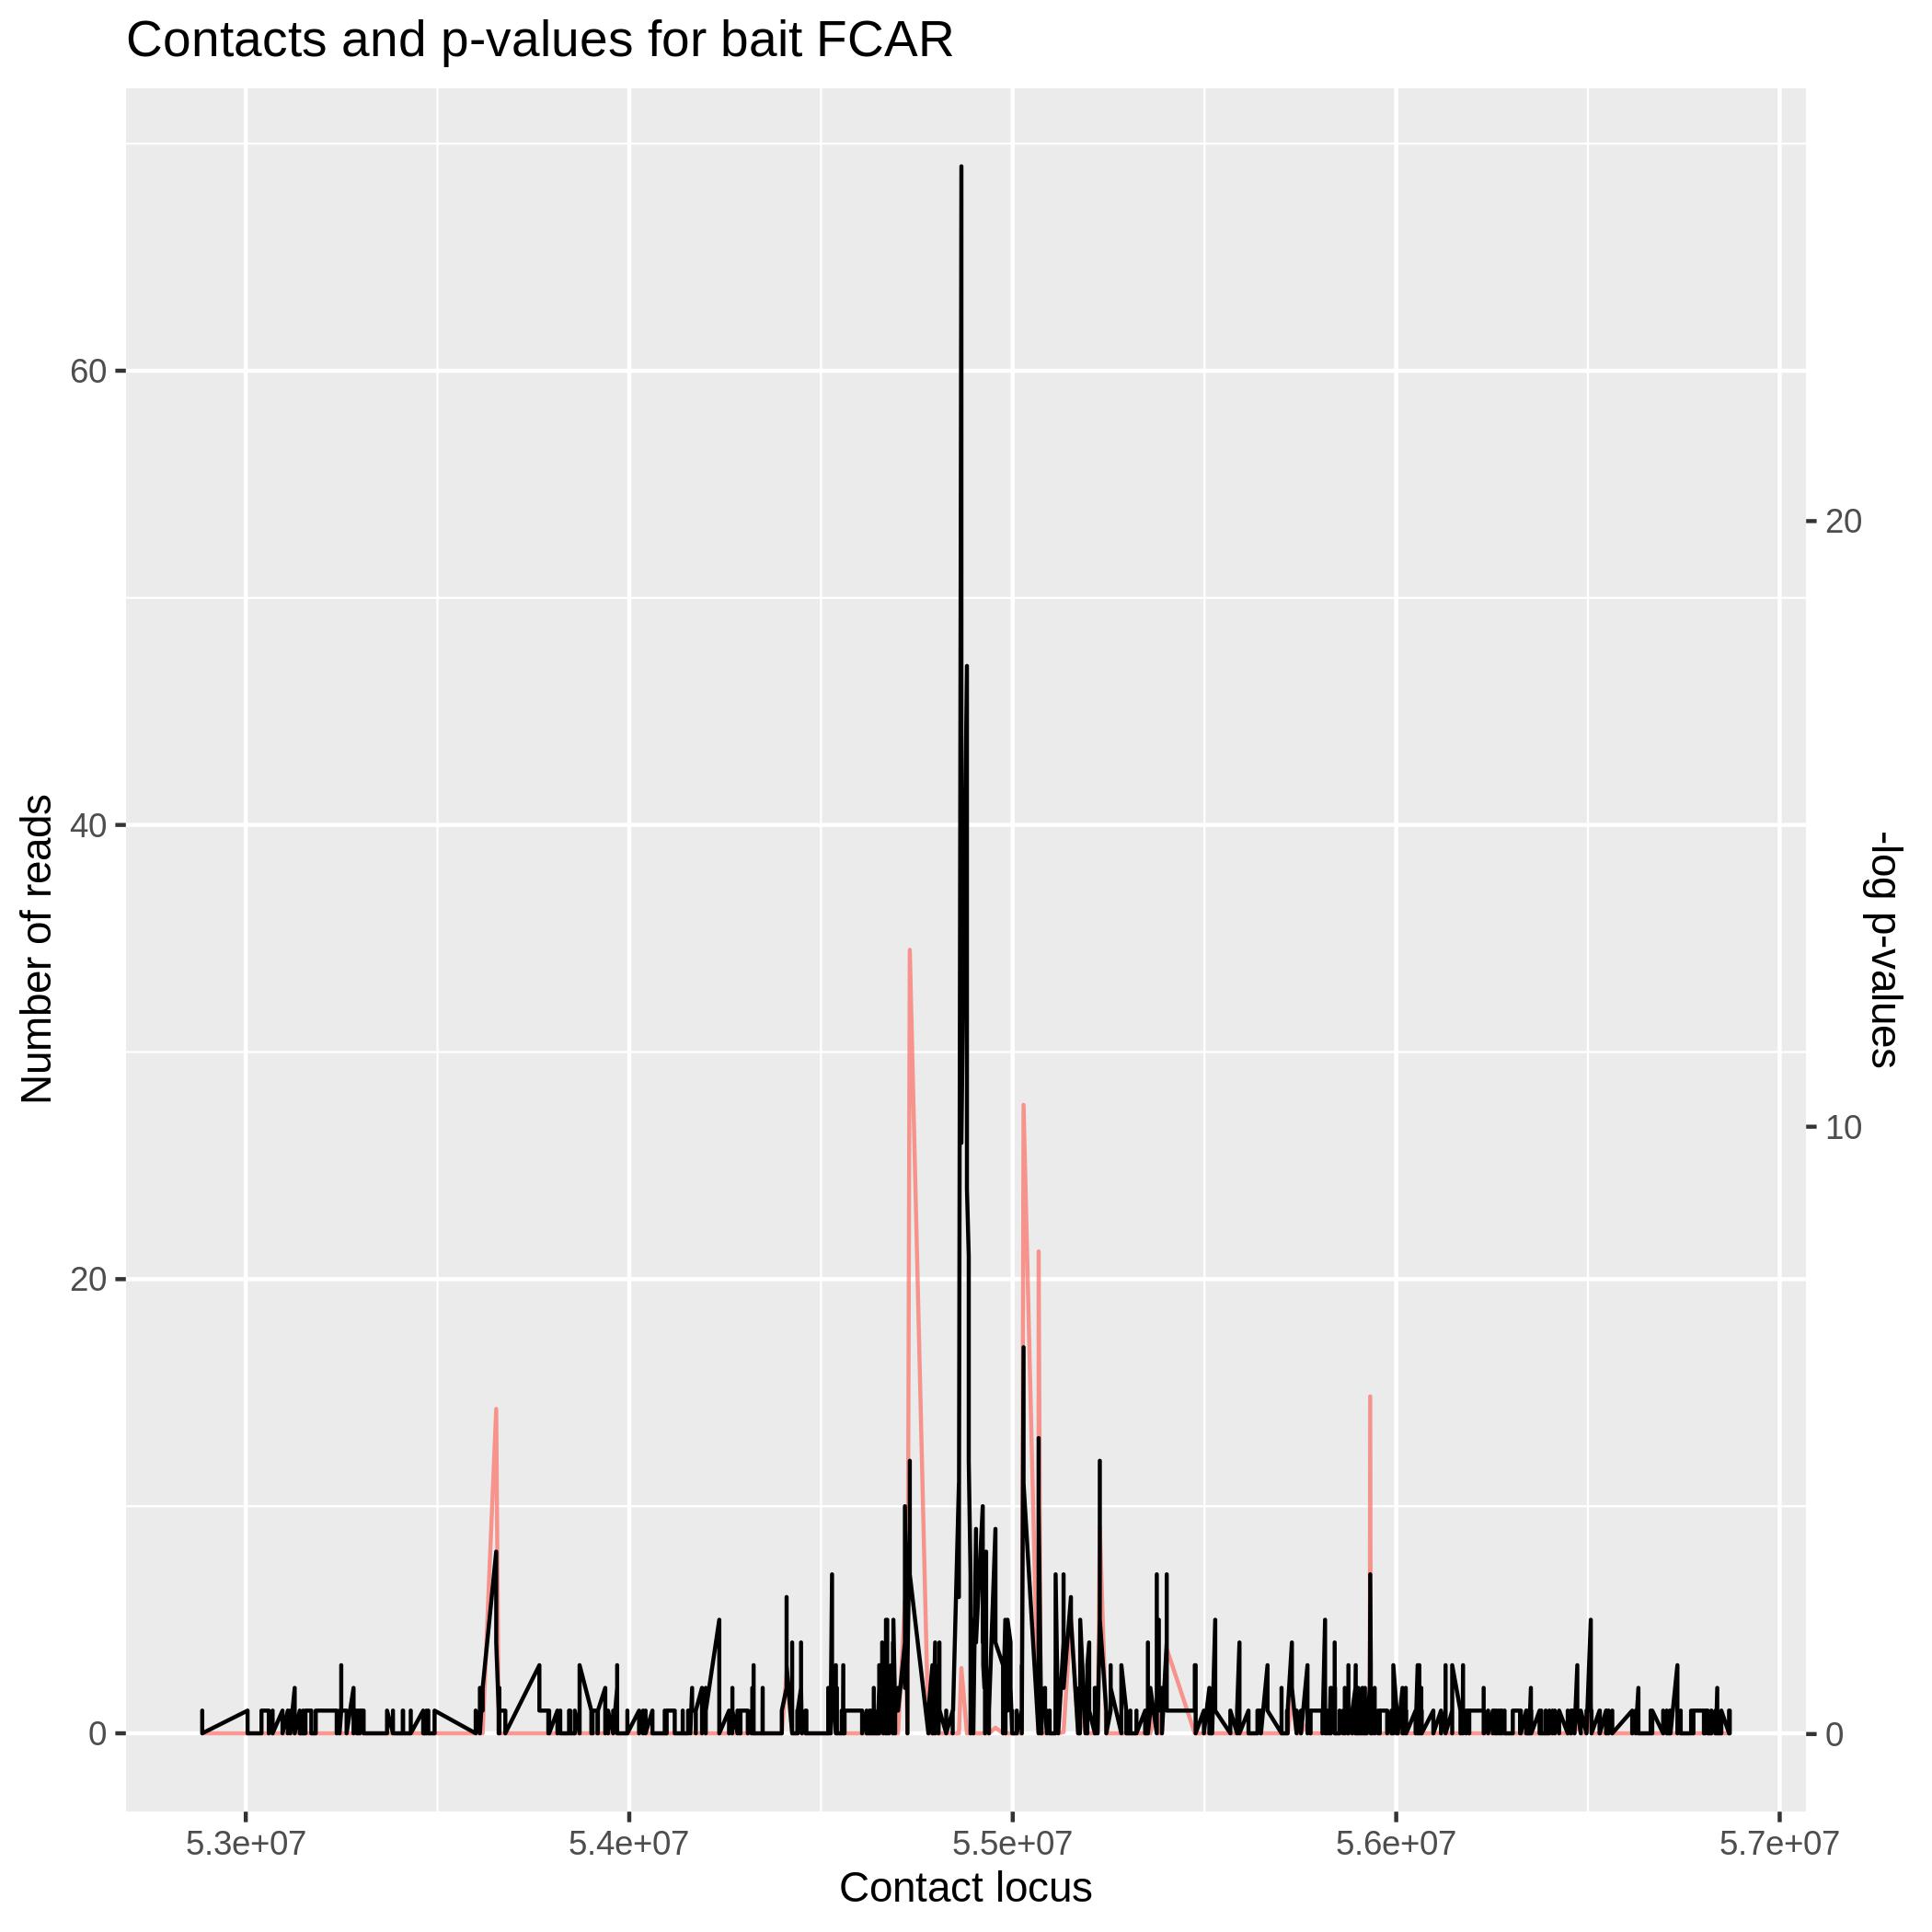 Contacts and p-values for bait FCAR
Number of reads
60
40
20
0
20
10
0
-log p-values
5.3e+07
5.4e+07
5.5e+07
5.6e+07
5.7e+07
Contact locus